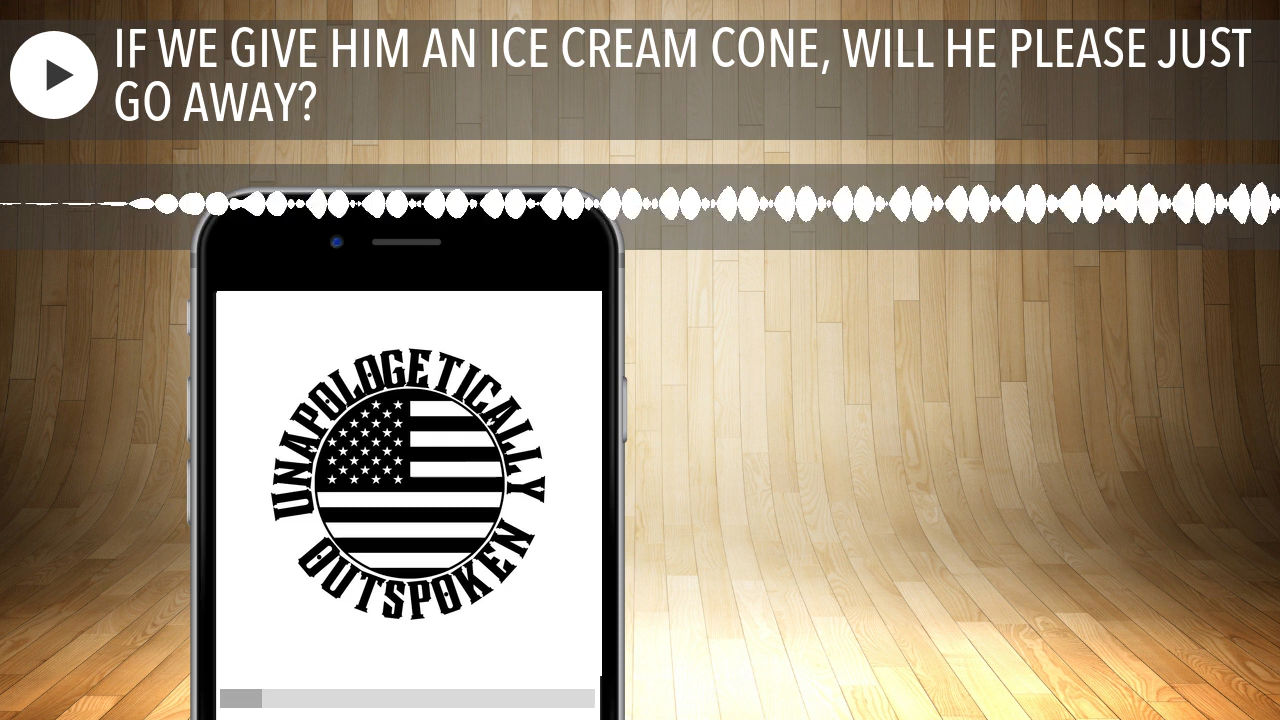 IF WE GIVE HIM AN ICE CREAM CONE, WILL HE PLEASE JUST
GO AWAY?
UNAPOLOGETICALLY
OUTSPOKEN